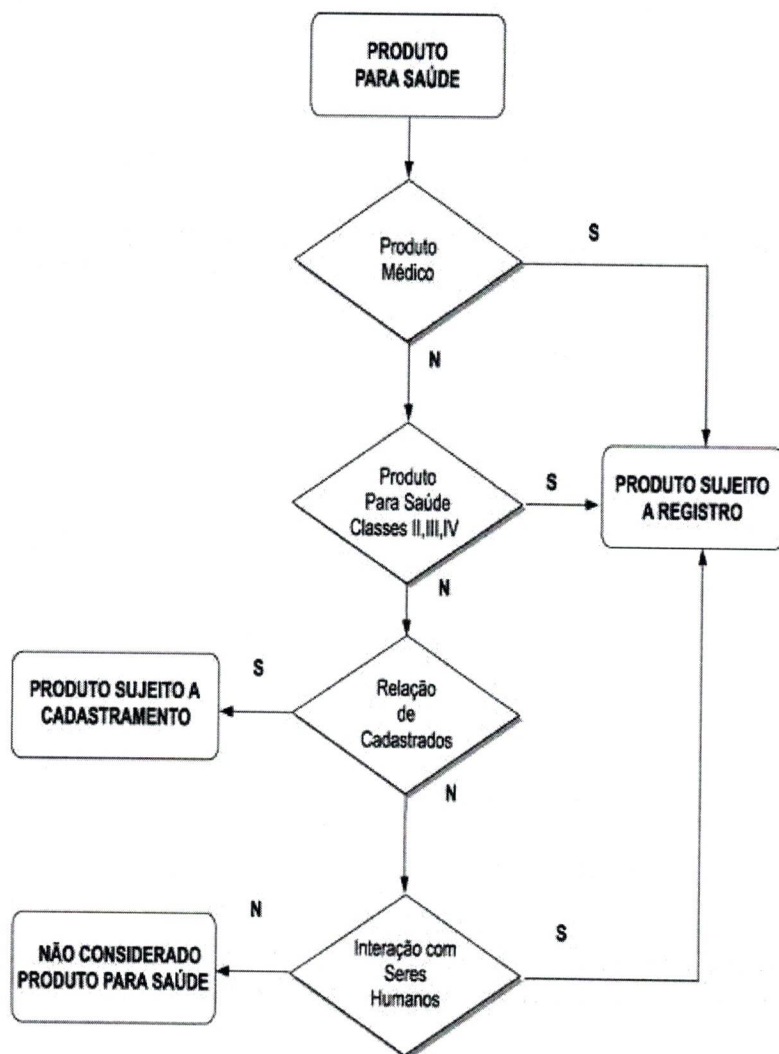 PRODUTO
PARA SAÚDE
Produto
Médico
S
N
Produto
Para Saúde
Classes II,III,IV
S
PRODUTO SUJEITO
A REGISTRO
N
PRODUTO SUJEITO A
CADASTRAMENTO
S
Relação
de
Cadastrados
N
NÃO CONSIDERADO
PRODUTO PARA SAÚDE
N
Interação com
Seres
Humanos
S